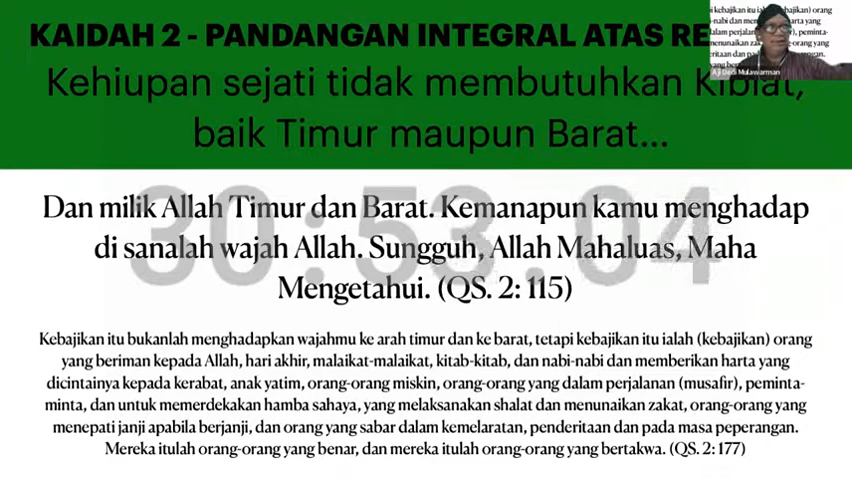 KAIDAH 2 - PANDANGAN INTEGRAL ATAS
Kehiupan sejati tidak membutuhkan Kiblat,
baik Timur maupun Barat...
Aji Dedi Mulawarman
30:53.04
Dan milik Allah Timur dan Barat. Kemanapun kamu menghadap
di sanalah wajah Allah. Sungguh, Allah Mahaluas, Maha
Mengetahui. (QS. 2: 115)
Kebajikan itu bukanlah menghadapkan wajahmu ke arah timur dan ke barat, tetapi kebajikan itu ialah (kebajikan) orang
yang beriman kepada Allah, hari akhir, malaikat-malaikat, kitab-kitab, dan nabi-nabi dan memberikan harta yang
dicintainya kepada kerabat, anak yatim, orang-orang miskin, orang-orang yang dalam perjalanan (musafir), peminta-
minta, dan untuk memerdekakan hamba sahaya, yang melaksanakan shalat dan menunaikan zakat, orang-orang yang
menepati janji apabila berjanji, dan orang yang sabar dalam kemelaratan, penderitaan dan pada masa peperangan.
Mereka itulah orang-orang yang benar, dan mereka itulah orang-orang yang bertakwa. (QS. 2: 177)